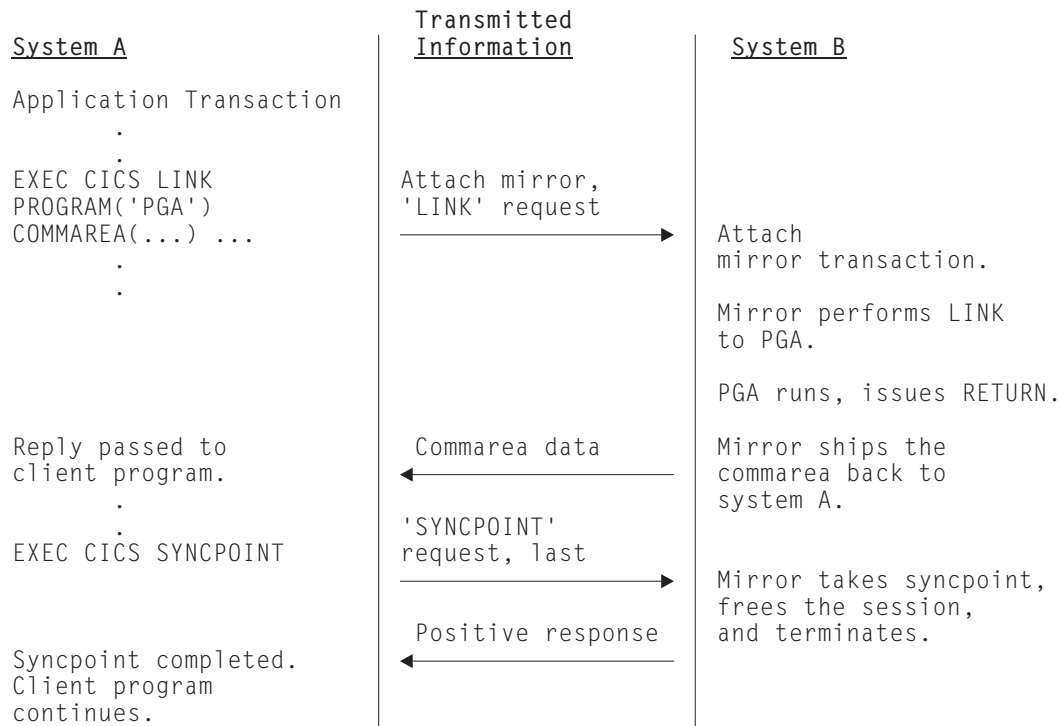 Transmitted
System A Information System B
Application Transaction
.
.
EXEC CICS LINK Attach mirror,
PROGRAM('PGA') 'LINK' request
COMMAREA(...) ... Attach
. mirror transaction.
.
Mirror performs LINK
to PGA.
PGA runs, issues RETURN.
Reply passed to Commarea data Mirror ships the
client program. commarea back to
. system A.
. 'SYNCPOINT'
EXEC CICS SYNCPOINT request, last
Mirror takes syncpoint,
frees the session,
Positive response and terminates.
Syncpoint completed.
Client program
continues.